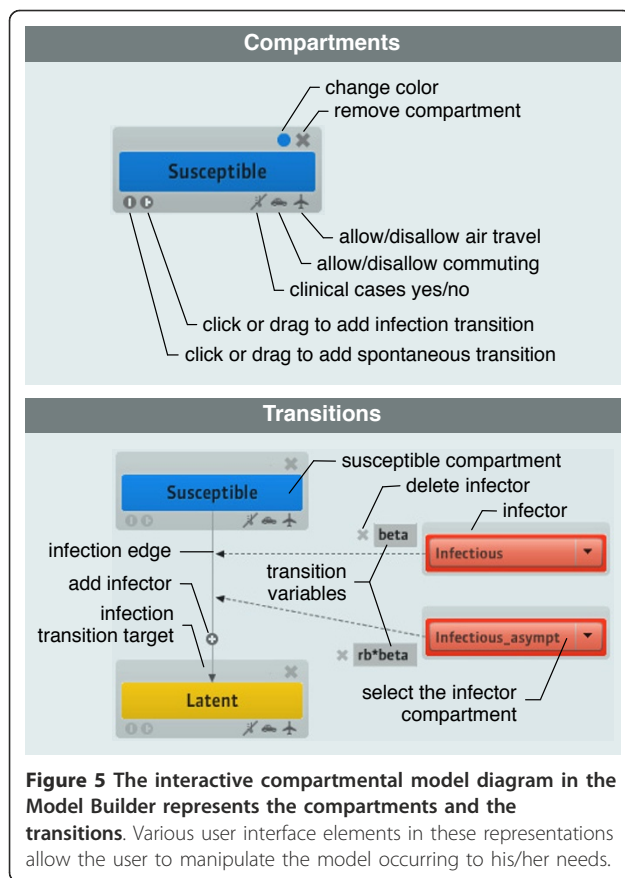 Compartments
change color
remove compartment
Susceptible
allow/disallow air travel
allow/disallow commuting
clinical cases yes/no
click or drag to add infection transition
click or drag to add spontaneous transition
Transitions
susceptible compartment
Susceptible
delete infector
infector
beta
infection edge
Infectious
add infector
transition
variables
infection
transition target
Infectious_asympt
rb*beta
Latent
select the infector
compartment
Figure 5 The interactive compartmental model diagram in the
Model Builder represents the compartments and the
transitions. Various user interface elements in these representations
allow the user to manipulate the model occurring to his/her needs.